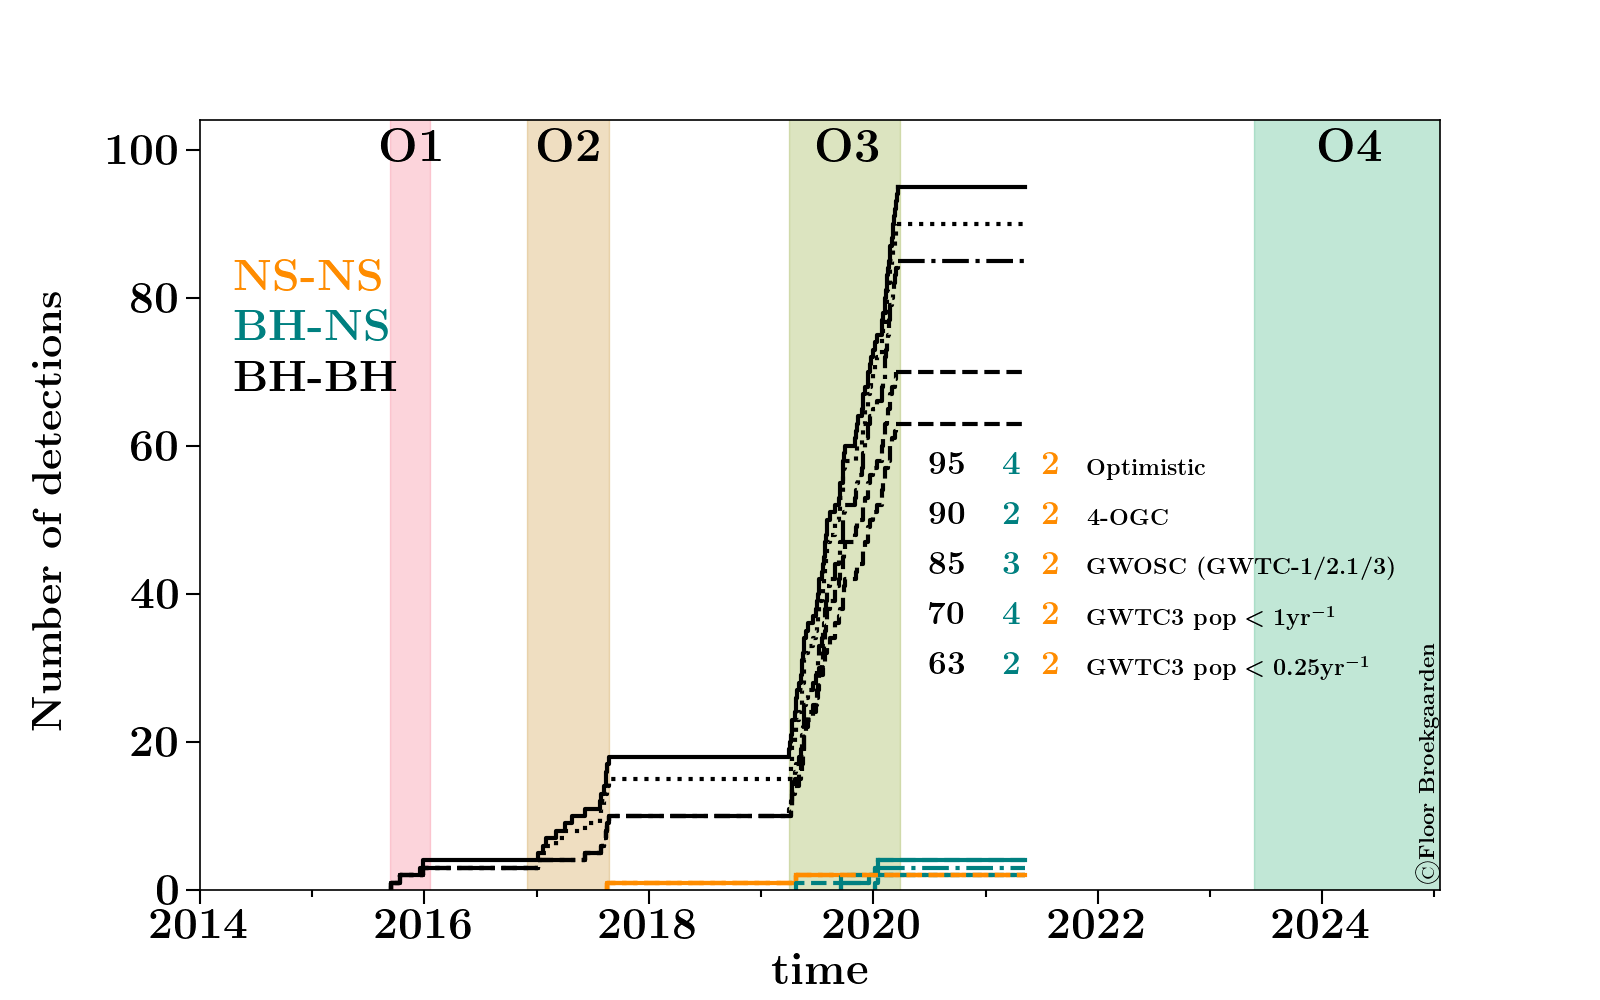 O1 O2 O3 O4
100
80
60
40
20
0
Number of detections
NS-NS
BH-NS
BH-BH
95 4 2 Optimistic
90 2 2 4-OGC
85 3 2 GWOSC (GWTC-1/2.1/3)
70 4 2 GWTC3 pop < 1yr⁻¹
63 2 2 GWTC3 pop < 0.25yr⁻¹
©Floor Broekgaarden
2014 2016 2018 2020 2022 2024
time